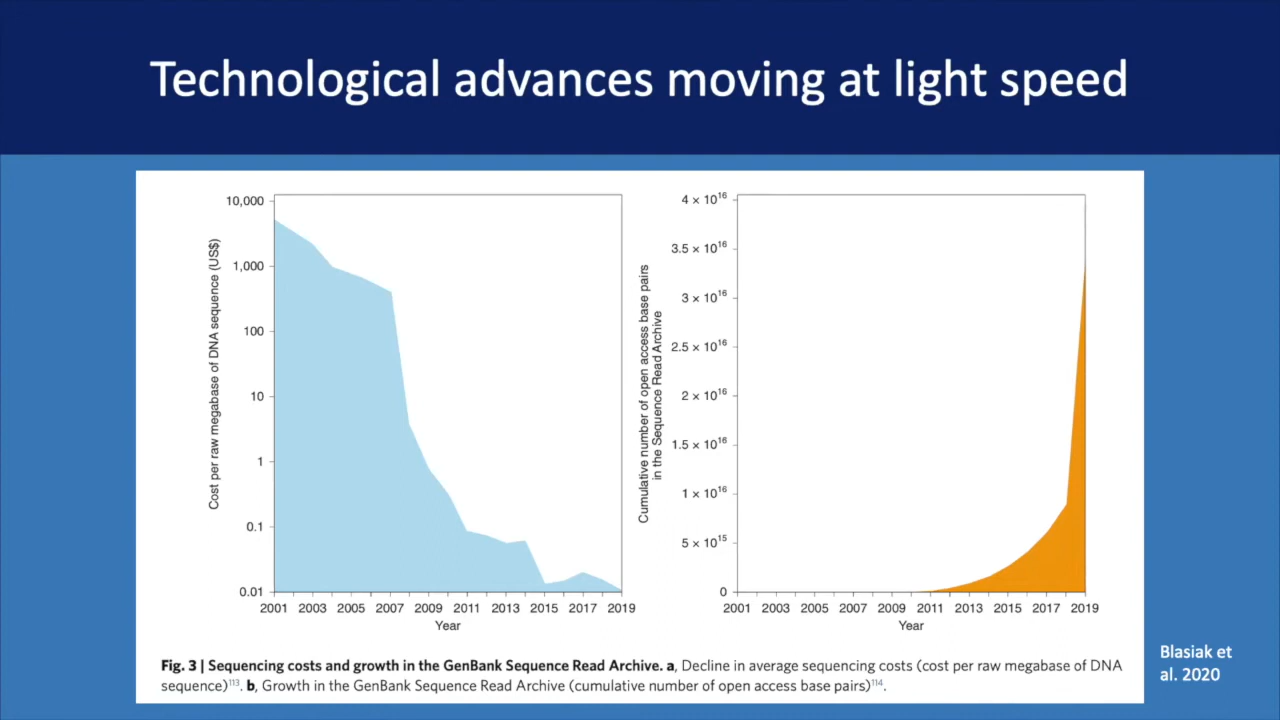 Technological advances moving at light speed
Cost per raw megabase of DNA sequence (US$)
10,000
1,000
100
10
1
0.1
0.01
2001 2003 2005 2007 2009 2011 2013 2015 2017 2019
Year
Cumulative number of open access base pairs
in the Sequence Read Archive
4 × 10¹⁶
3.5 × 10¹⁶
3 × 10¹⁶
2.5 × 10¹⁶
2 × 10¹⁶
1.5 × 10¹⁶
1 × 10¹⁶
5 × 10¹⁵
0
2001 2003 2005 2007 2009 2011 2013 2015 2017 2019
Year
Fig. 3 | Sequencing costs and growth in the GenBank Sequence Read Archive. a, Decline in average sequencing costs (cost per raw megabase of DNA
sequence)¹¹³. b, Growth in the GenBank Sequence Read Archive (cumulative number of open access base pairs)¹¹⁴.
Blasiak et
al. 2020